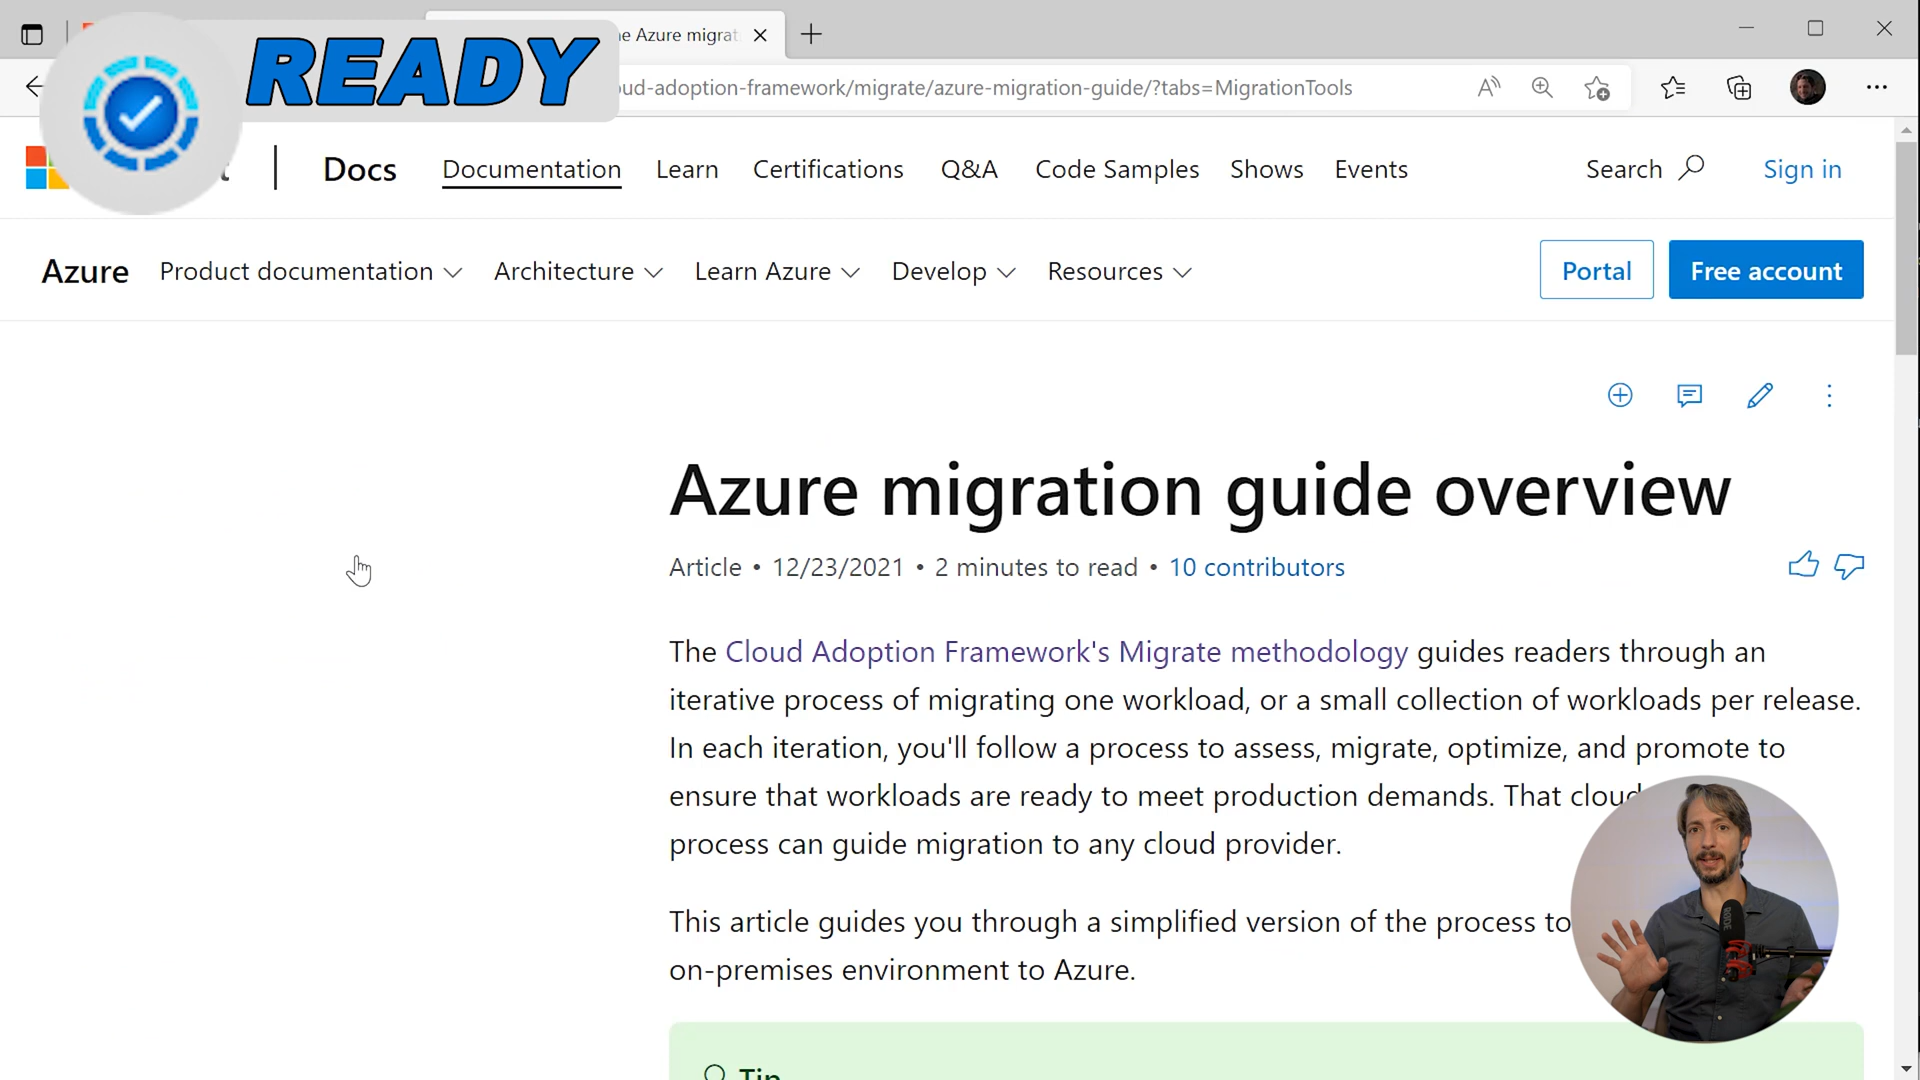 READY
e Azure migrat
ud-adoption-framework/migrate/azure-migration-guide/?tabs=MigrationTools
t Docs Documentation Learn Certifications Q&A Code Samples Shows Events Search Sign in
Azure Product documentation Architecture Learn Azure Develop Resources Portal Free account
Azure migration guide overview
Article • 12/23/2021 • 2 minutes to read • 10 contributors
The Cloud Adoption Framework's Migrate methodology guides readers through an
iterative process of migrating one workload, or a small collection of workloads per release.
In each iteration, you'll follow a process to assess, migrate, optimize, and promote to
ensure that workloads are ready to meet production demands. That cloud
process can guide migration to any cloud provider.
This article guides you through a simplified version of the process to
on-premises environment to Azure.
Tip
RODE